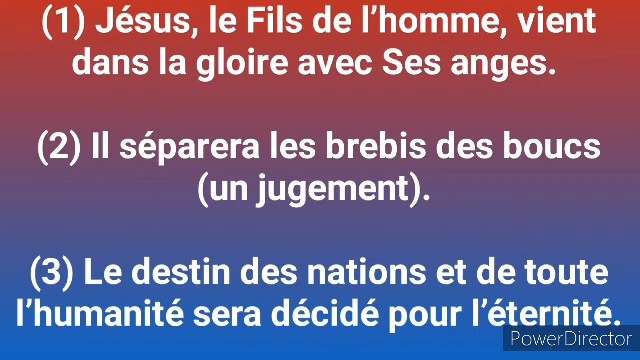 (1) Jésus, le Fils de l’homme, vient
dans la gloire avec Ses anges.
(2) Il séparera les brebis des boucs
(un jugement).
(3) Le destin des nations et de toute
l’humanité sera décidé pour l’éternité.
PowerDirector